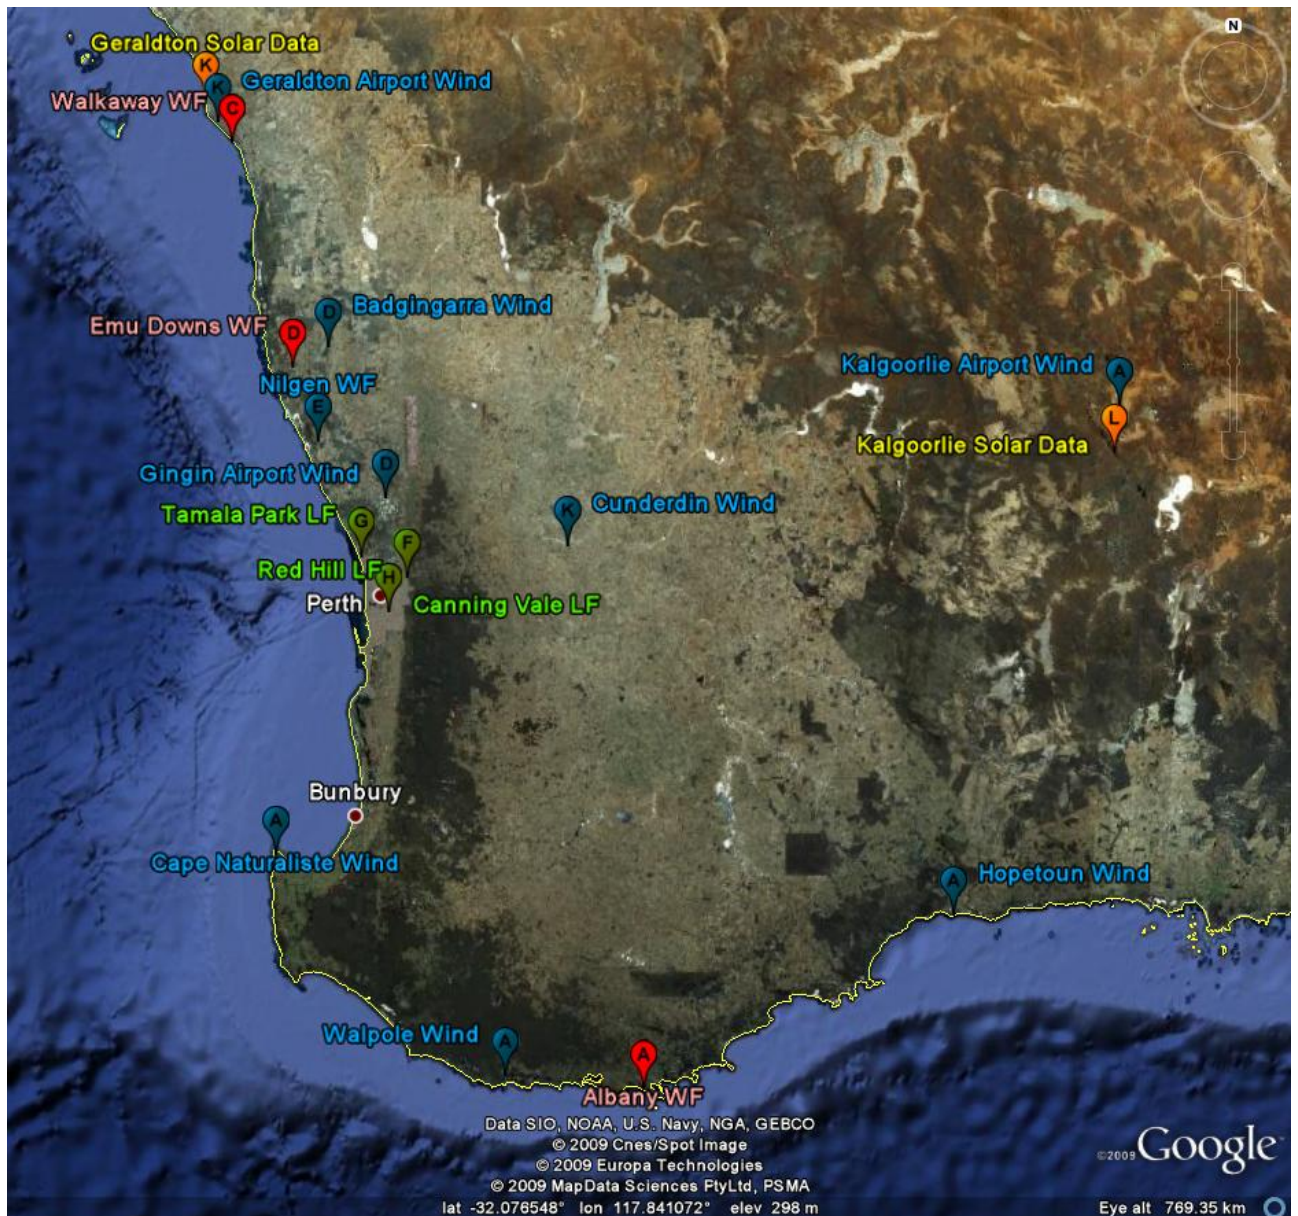 N
Geraldton Solar Data
K
K
Geraldton Airport Wind
Walkaway WF
C
Badgingarra Wind
D
Emu Downs WF
D
Nilgen WF
E
Kalgoorlie Airport Wind
A
L
Kalgoorlie Solar Data
Gingin Airport Wind
D
K
Cunderdin Wind
Tamala Park LF
G
F
Red Hill LF
H
Perth
Canning Vale LF
Bunbury
A
Cape Naturaliste Wind
A
Hopetoun Wind
Walpole Wind
A
A
Albany WF
Data SIO, NOAA, U.S. Navy, NGA, GEBCO
© 2009 Cnes/Spot Image
© 2009 Europa Technologies
© 2009 MapData Sciences PtyLtd, PSMA
©2009 Google
lat -32.076548° lon 117.841072° elev 298 m
Eye alt 769.35 km